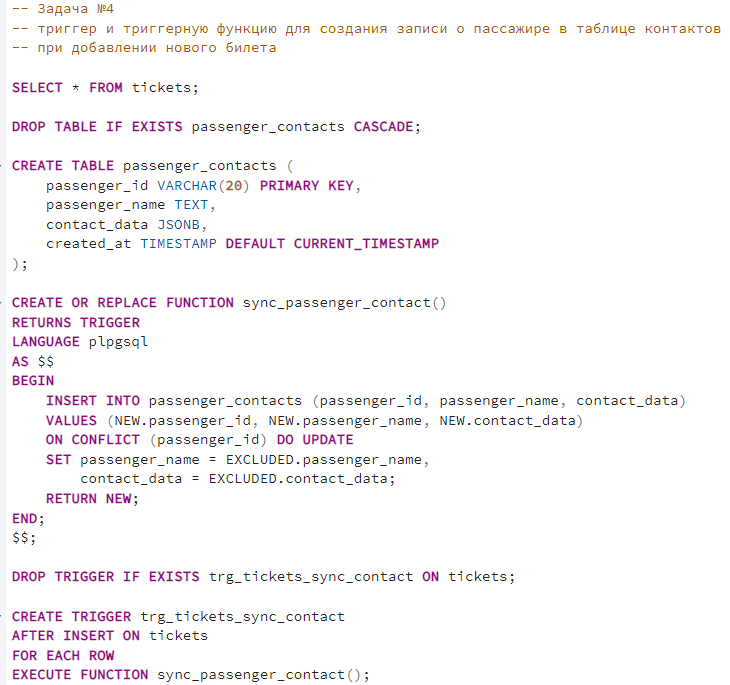 -- Задача №4
-- триггер и триггерную функцию для создания записи о пассажире в таблице контактов
-- при добавлении нового билета
SELECT * FROM tickets;
DROP TABLE IF EXISTS passenger_contacts CASCADE;
CREATE TABLE passenger_contacts (
    passenger_id VARCHAR(20) PRIMARY KEY,
    passenger_name TEXT,
    contact_data JSONB,
    created_at TIMESTAMP DEFAULT CURRENT_TIMESTAMP
);
CREATE OR REPLACE FUNCTION sync_passenger_contact()
RETURNS TRIGGER
LANGUAGE plpgsql
AS $$
BEGIN
    INSERT INTO passenger_contacts (passenger_id, passenger_name, contact_data)
    VALUES (NEW.passenger_id, NEW.passenger_name, NEW.contact_data)
    ON CONFLICT (passenger_id) DO UPDATE
    SET passenger_name = EXCLUDED.passenger_name,
        contact_data = EXCLUDED.contact_data;
    RETURN NEW;
END;
$$;
DROP TRIGGER IF EXISTS trg_tickets_sync_contact ON tickets;
CREATE TRIGGER trg_tickets_sync_contact
AFTER INSERT ON tickets
FOR EACH ROW
EXECUTE FUNCTION sync_passenger_contact();